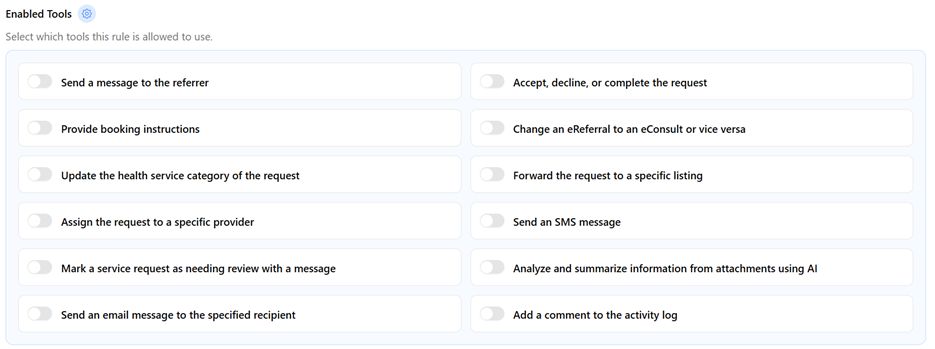 Enabled Tools
Select which tools this rule is allowed to use.
Send a message to the referrer
Accept, decline, or complete the request
Provide booking instructions
Change an eReferral to an eConsult or vice versa
Update the health service category of the request
Forward the request to a specific listing
Assign the request to a specific provider
Send an SMS message
Mark a service request as needing review with a message
Analyze and summarize information from attachments using AI
Send an email message to the specified recipient
Add a comment to the activity log